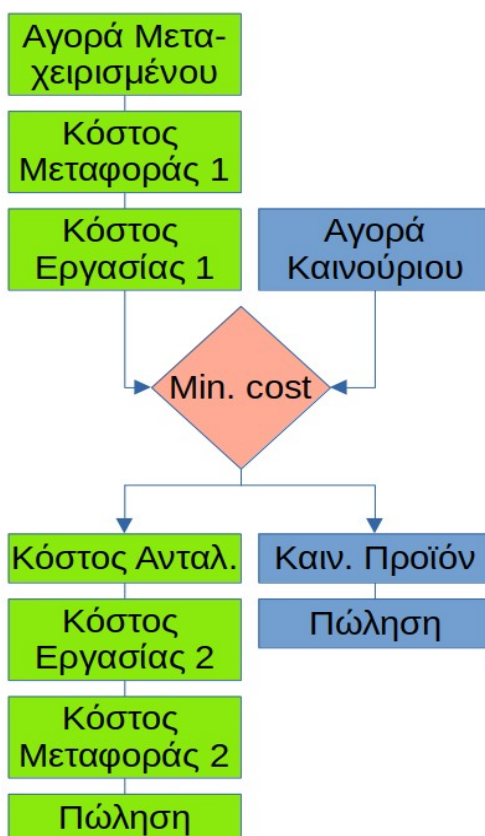 Αγορά Μετα-
χειρισμένου
Κόστος
Μεταφοράς 1
Κόστος
Εργασίας 1
Αγορά
Καινούριου
Min. cost
Κόστος Ανταλ.
Καιν. Προϊόν
Κόστος
Εργασίας 2
Πώληση
Κόστος
Μεταφοράς 2
Πώληση